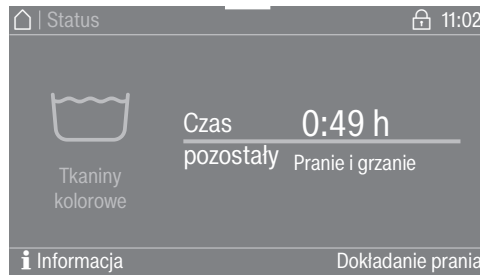 | Status
11:02
Czas 0:49 h
pozostały Pranie i grzanie
Tkaniny
kolorowe
i Informacja
Dokładanie prania